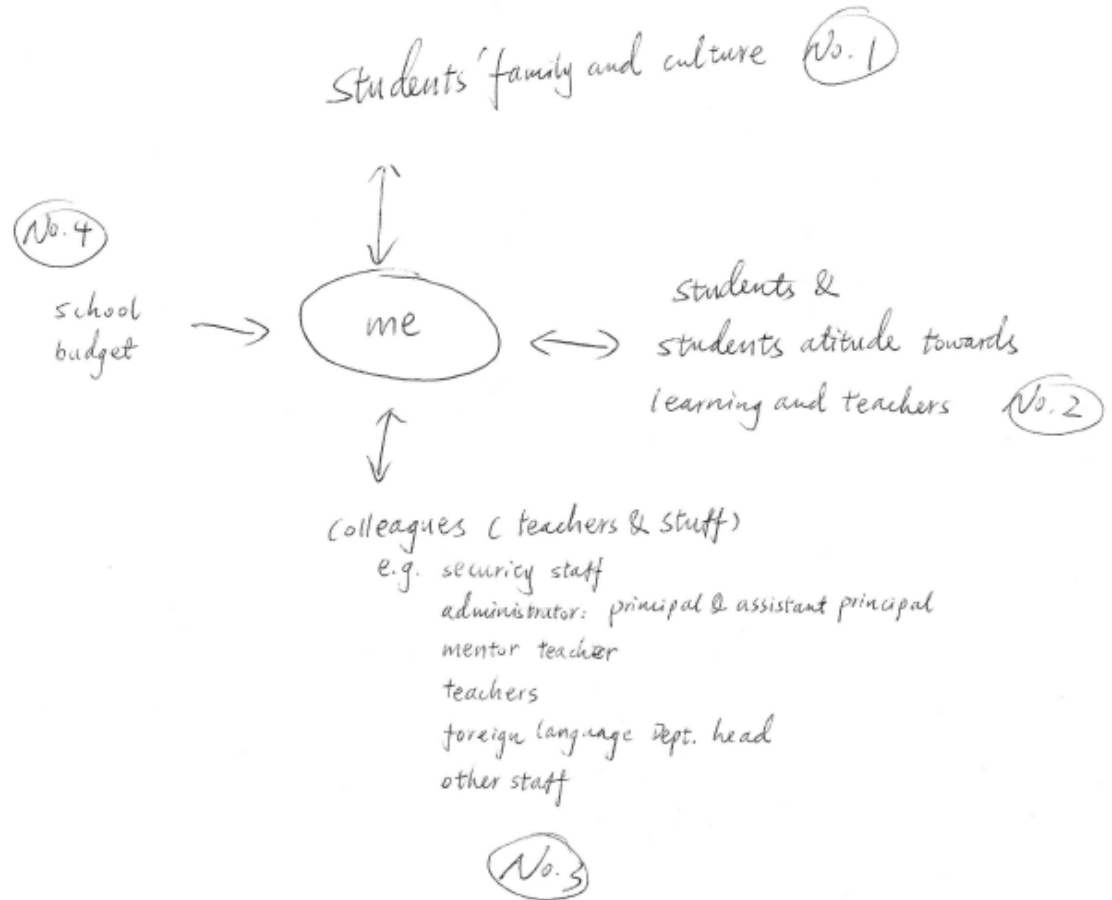 Students' family and culture No. 1
No. 4
school
budget
me
students &
students atitude towards
learning and teachers No. 2
Colleagues ( teachers & stuff)
e.g. securicy staff
administrator: principal & assistant principal
mentor teacher
teachers
foreign language Dept. head
other staff
No. 3